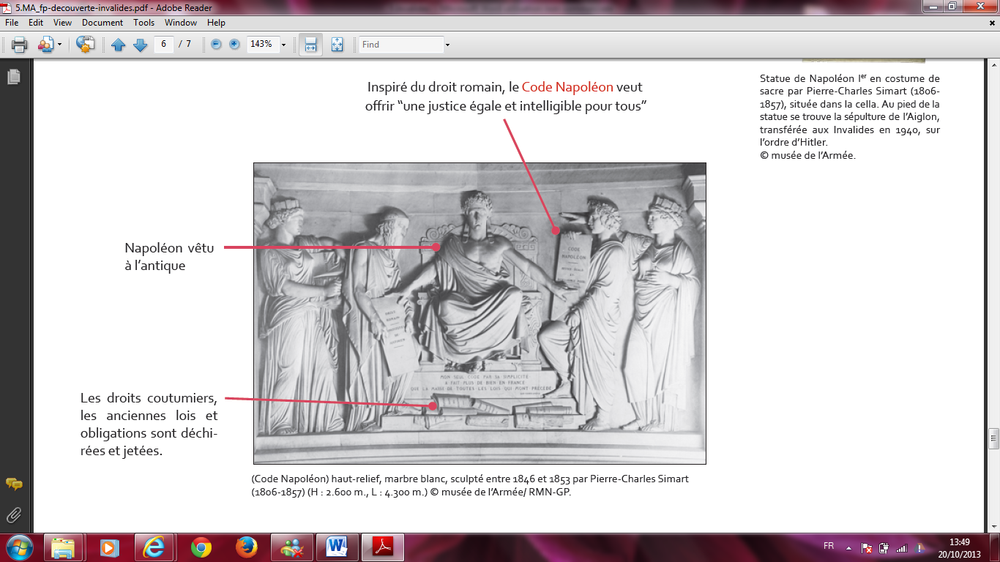 5.MA_fp-decouverte-invalides.pdf - Adobe Reader
File Edit View Document Tools Window Help
6 / 7 143% Find
Inspiré du droit romain, le Code Napoléon veut
offrir “une justice égale et intelligible pour tous”
Statue de Napoléon Ier en costume de
sacre par Pierre-Charles Simart (1806-
1857), située dans la cella. Au pied de la
statue se trouve la sépulture de l’Aiglon,
transférée aux Invalides en 1940, sur
l’ordre d’Hitler.
© musée de l’Armée.
Napoléon vêtu
à l’antique
CODE
NAPOLÉON
DROIT
ROMAIN
MON SEUL CODE PAR SA SIMPLICITE
A FAIT PLUS DE BIEN EN FRANCE
QUE LA MASSE DE TOUTES LES LOIS QUI M'ONT PRECEDE
Les droits coutumiers,
les anciennes lois et
obligations sont déchi-
rées et jetées.
(Code Napoléon) haut-relief, marbre blanc, sculpté entre 1846 et 1853 par Pierre-Charles Simart
(1806-1857) (H : 2.600 m., L : 4.300 m.) © musée de l’Armée/ RMN-GP.
FR
13:49
20/10/2013